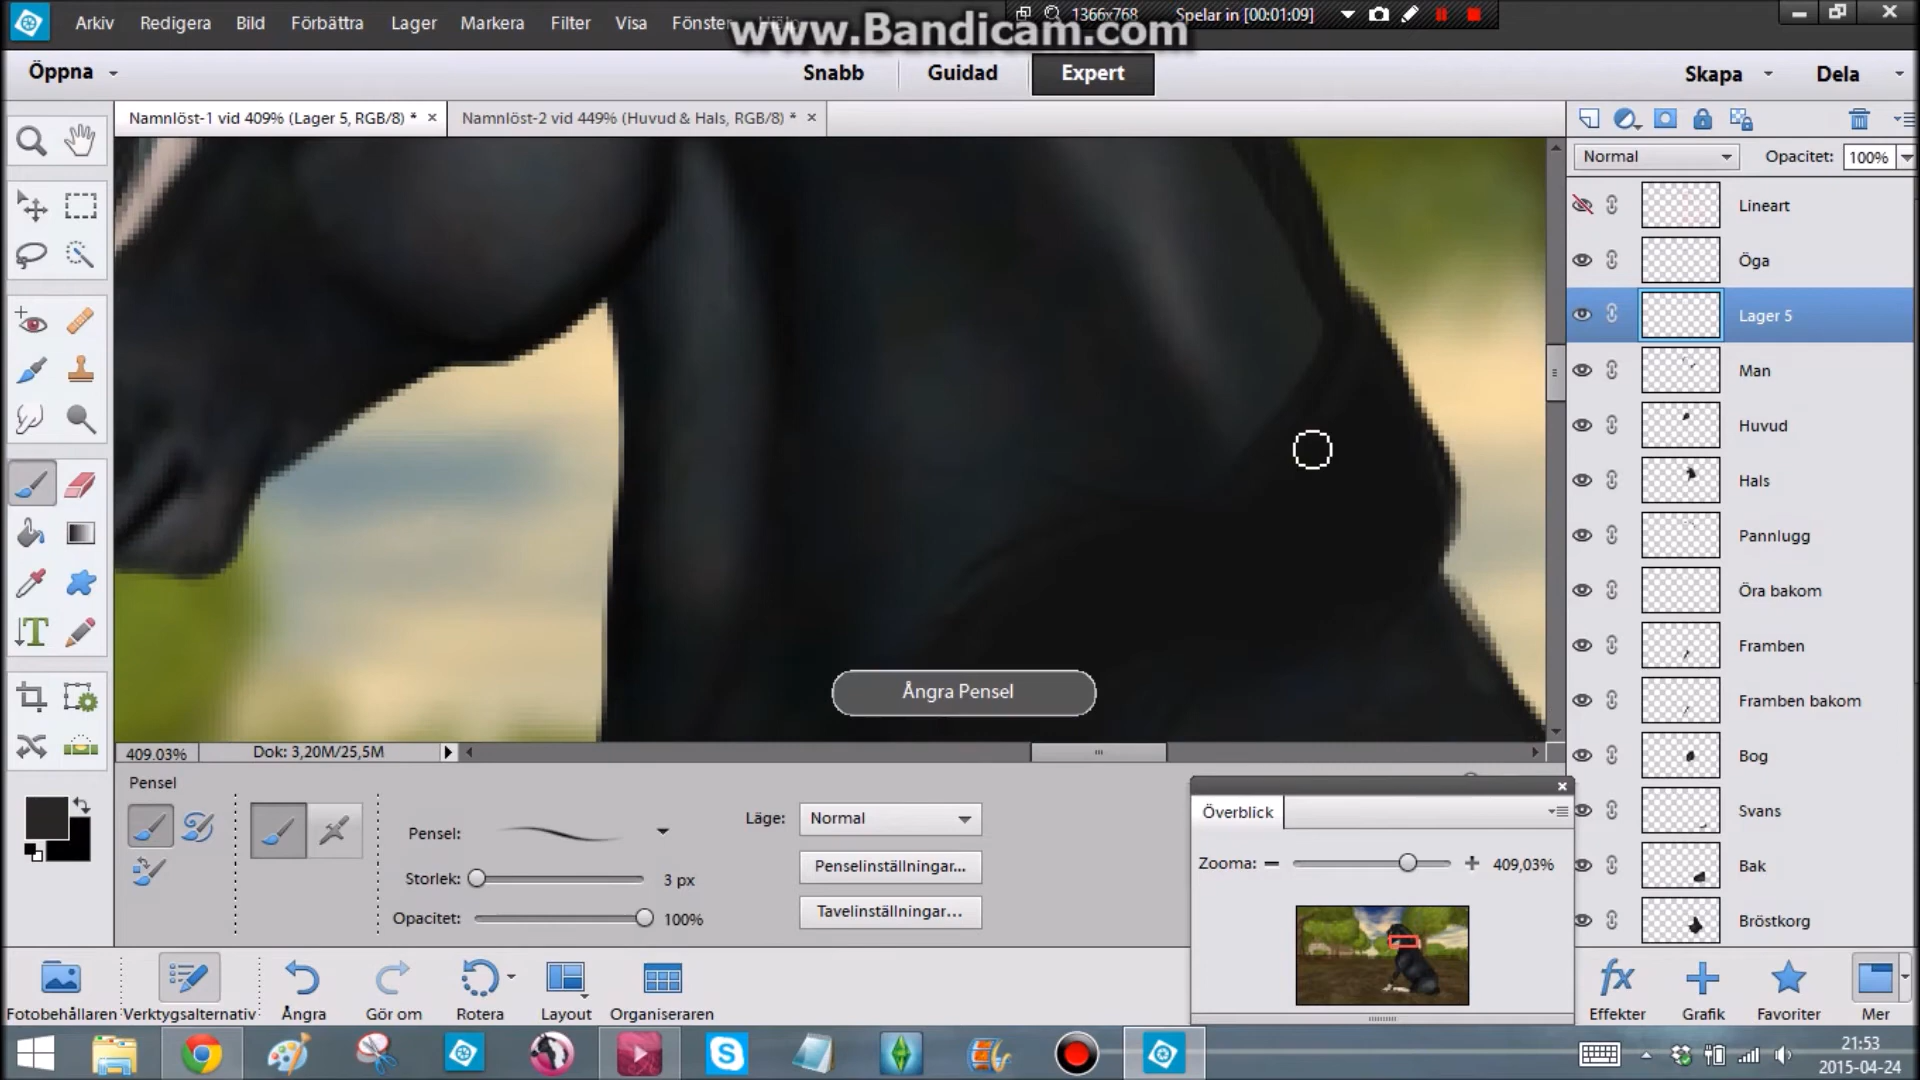 Arkiv Redigera Bild Förbättra Lager Markera Filter Visa Fönster
1366x768 Spelar in [00:01:09]
www.Bandicam.com
Öppna Snabb Guidad Expert Skapa Dela
Namnlöst-1 vid 409% (Lager 5, RGB/8) * × Namnlöst-2 vid 449% (Huvud & Hals, RGB/8) * ×
Normal Opacitet: 100%
Lineart
Öga
Lager 5
Man
Huvud
Hals
Pannlugg
Öra bakom
Framben
Framben bakom
Bog
Svans
Bak
Bröstkorg
Ångra Pensel
409.03% Dok: 3,20M/25,5M
Pensel
Pensel:
Storlek: 3 px
Opacitet: 100%
Läge: Normal
Penselinställningar...
Tavelinställningar...
Överblick
Zooma: 409,03%
Fotobehållaren Verktygsalternativ Ångra Gör om Rotera Layout Organiseraren
fx
Effekter Grafik Favoriter Mer
21:53
2015-04-24